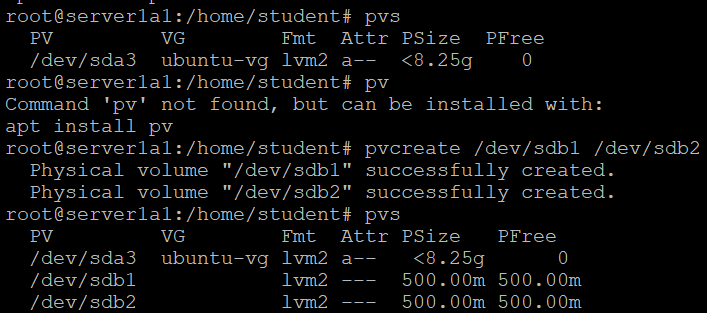 root@server1a1:/home/student# pvs
  PV         VG        Fmt  Attr PSize  PFree
  /dev/sda3  ubuntu-vg lvm2 a--  <8.25g    0
root@server1a1:/home/student# pv
Command 'pv' not found, but can be installed with:
apt install pv
root@server1a1:/home/student# pvcreate /dev/sdb1 /dev/sdb2
  Physical volume "/dev/sdb1" successfully created.
  Physical volume "/dev/sdb2" successfully created.
root@server1a1:/home/student# pvs
  PV         VG        Fmt  Attr PSize   PFree
  /dev/sda3  ubuntu-vg lvm2 a--   <8.25g      0
  /dev/sdb1            lvm2 ---  500.00m 500.00m
  /dev/sdb2            lvm2 ---  500.00m 500.00m